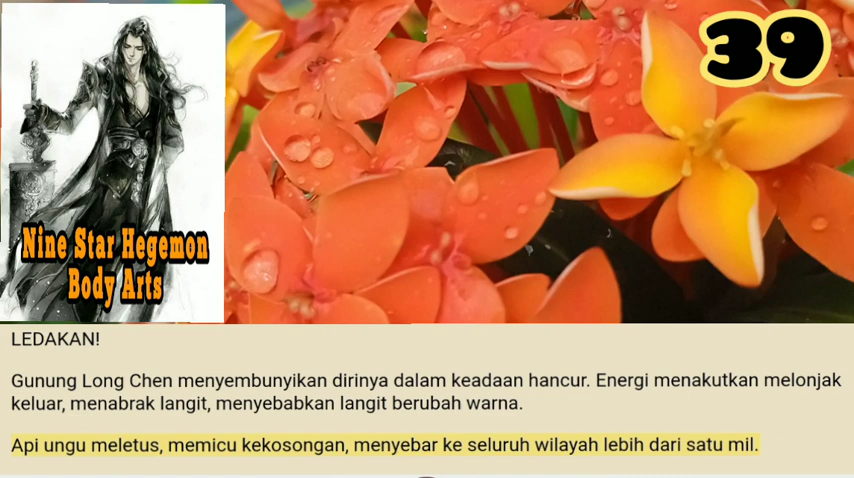 39
Nine Star Hegemon
Body Arts
LEDAKAN!
Gunung Long Chen menyembunyikan dirinya dalam keadaan hancur. Energi menakutkan melonjak
keluar, menabrak langit, menyebabkan langit berubah warna.
Api ungu meletus, memicu kekosongan, menyebar ke seluruh wilayah lebih dari satu mil.